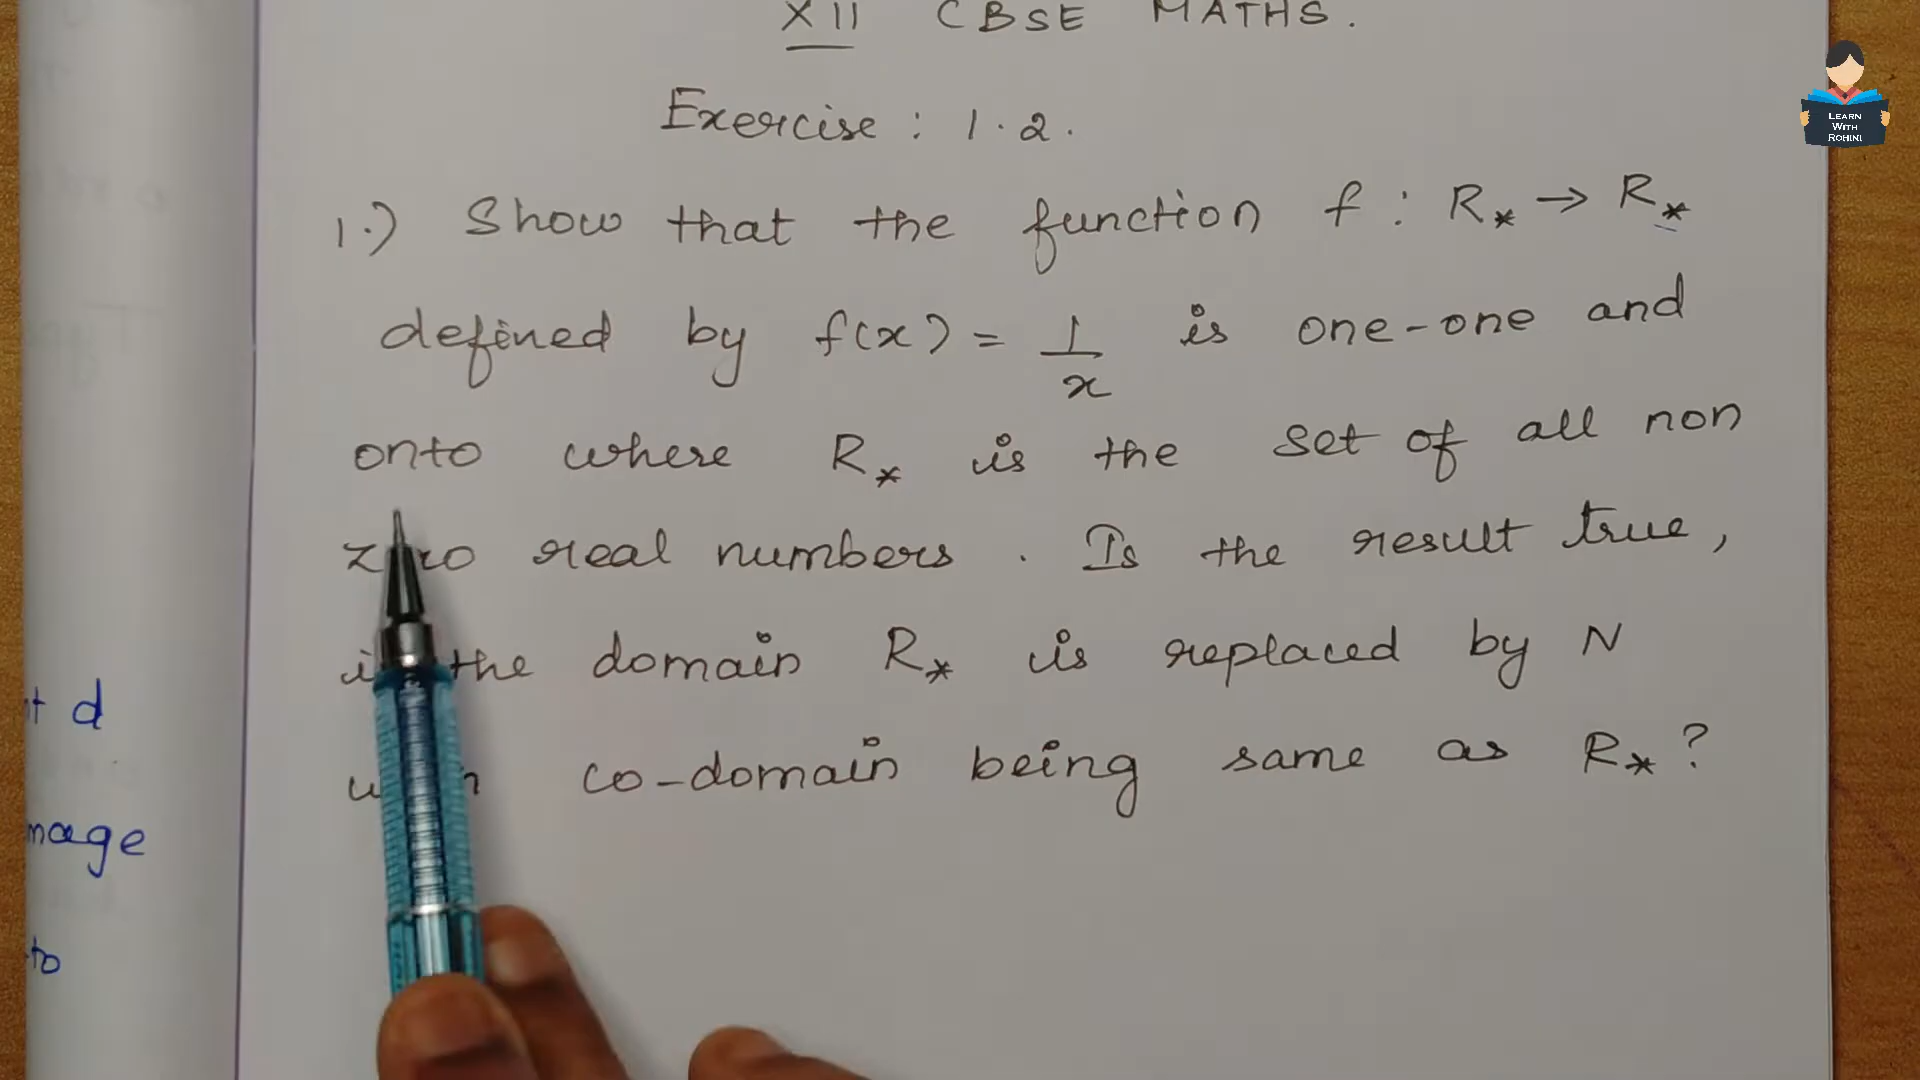 XII CBSE MATHS.
Exercise : 1.2.
1.) Show that the function f : R* → R*
defined by f(x) = 1/x is one-one and
onto where R* is the set of all non
real numbers. Is the result true,
the domain R* is replaced by N
co-domain being same as R*?
d
mage
to
LEARN
WITH
ROHINI